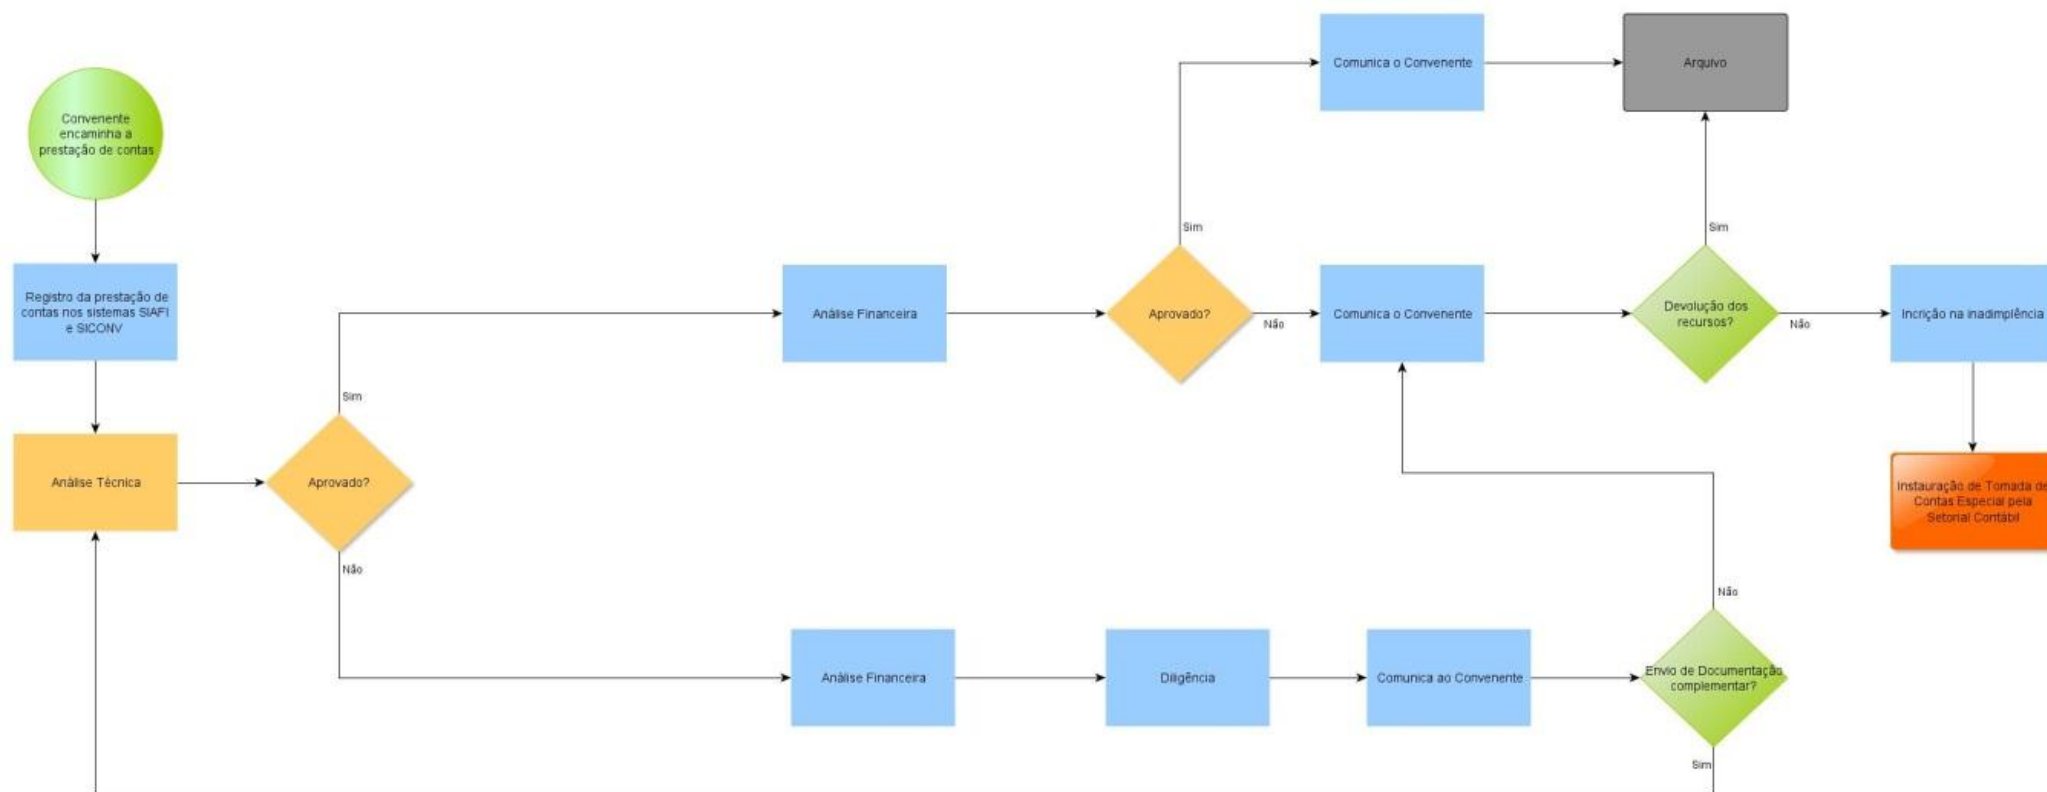 Convenente
encaminha a
prestação de contas
Registro da prestação de
contas nos sistemas SIAFI
e SICONV
Análise Técnica
Aprovado?
Sim
Não
Análise Financeira
Aprovado?
Sim
Não
Comunica o Convenente
Arquivo
Comunica o Convenente
Devolução dos
recursos?
Sim
Não
Incrição na inadimplência
Instauração de Tomada de
Contas Especial pela
Setorial Contábil
Análise Financeira
Diligência
Comunica ao Convenente
Envio de Documentação
complementar?
Não
Sim